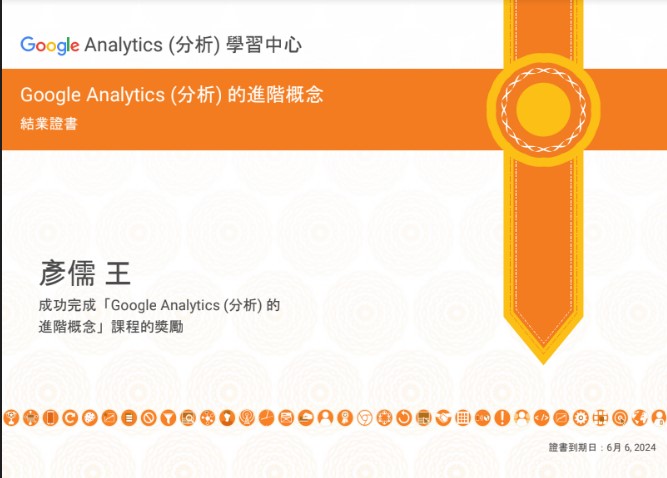 Google Analytics (分析) 學習中心
Google Analytics (分析) 的進階概念
結業證書
彥儒 王
成功完成「Google Analytics (分析) 的
進階概念」課程的獎勵
證書到期日：6月 6, 2024